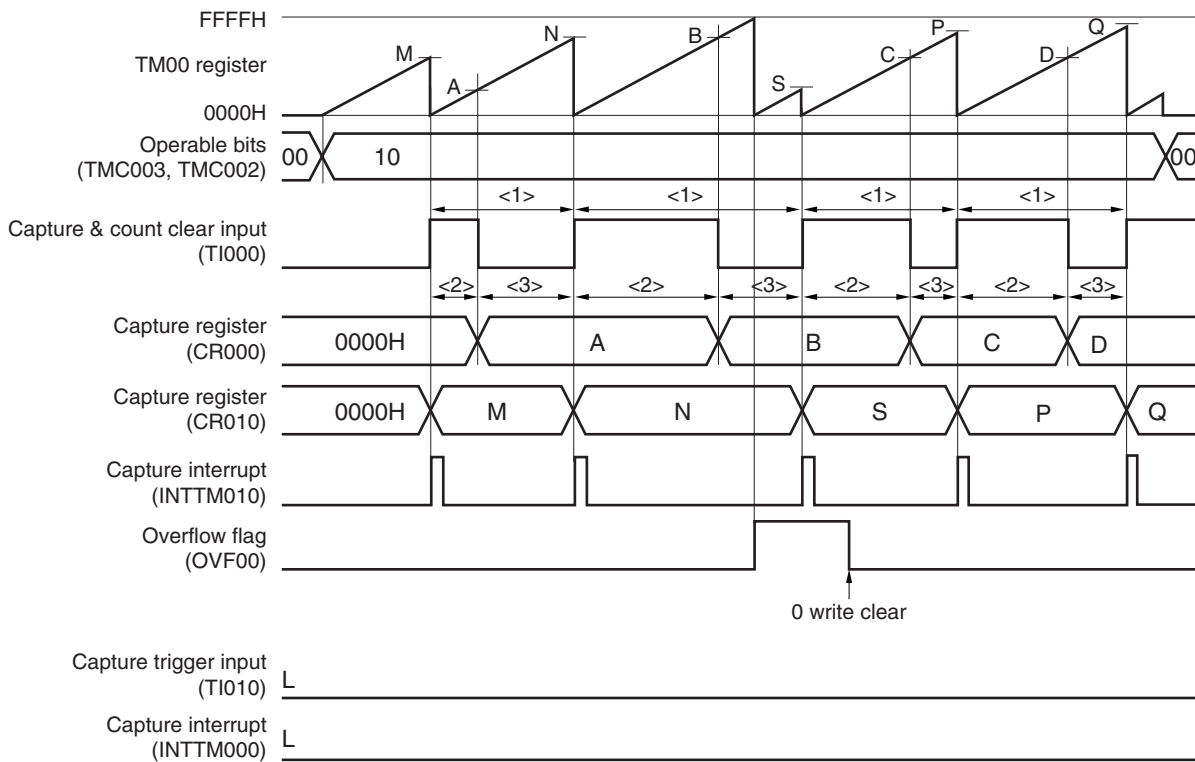 FFFFH
TM00 register
0000H
M
A
N
B
S
C
P
D
Q
Operable bits
(TMC003, TMC002)
00
10
00
<1>
<1>
<1>
<1>
Capture & count clear input
(TI000)
<2>
<3>
<2>
<3>
<2>
<3>
<2>
<3>
Capture register
(CR000)
0000H
A
B
C
D
Capture register
(CR010)
0000H
M
N
S
P
Q
Capture interrupt
(INTTM010)
Overflow flag
(OVF00)
0 write clear
Capture trigger input
(TI010)
L
Capture interrupt
(INTTM000)
L